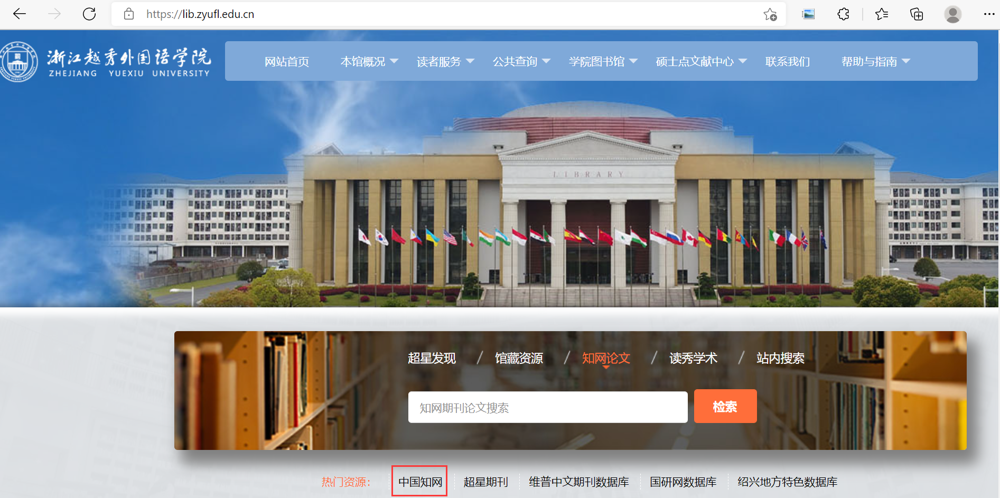 https://lib.zyufl.edu.cn
浙江越秀外国语学院
ZHEJIANG YUEXIU UNIVERSITY
网站首页 本馆概况 读者服务 公共查询 学院图书馆 硕士点文献中心 联系我们 帮助与指南
LIBRARY
超星发现 / 馆藏资源 / 知网论文 / 读秀学术 / 站内搜索
知网期刊论文搜索 检索
热门资源: 中国知网 超星期刊 维普中文期刊数据库 国研网数据库 绍兴地方特色数据库